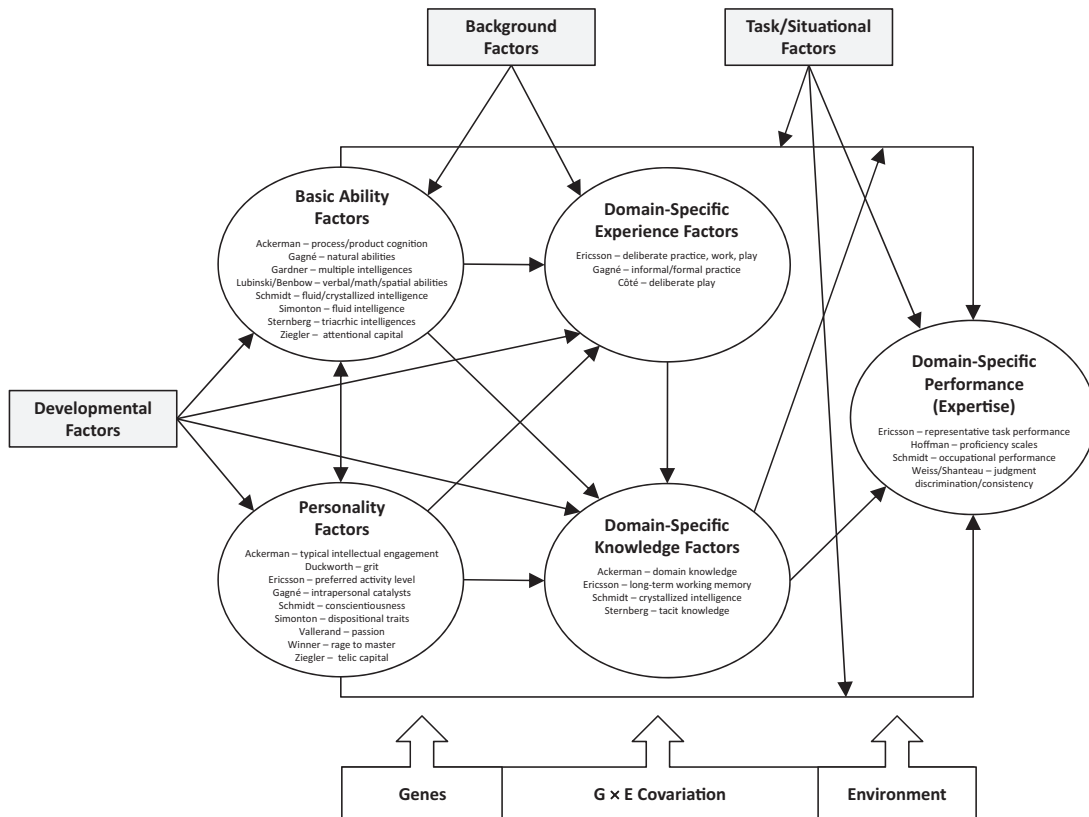 Background
Factors
Task/Situational
Factors
Basic Ability
Factors
Ackerman – process/product cognition
Gagné – natural abilities
Gardner – multiple intelligences
Lubinski/Benbow – verbal/math/spatial abilities
Schmidt – fluid/crystallized intelligence
Simonton – fluid intelligence
Sternberg – triacrhic intelligences
Ziegler – attentional capital
Domain-Specific
Experience Factors
Ericsson – deliberate practice, work, play
Gagné – informal/formal practice
Côté – deliberate play
Developmental
Factors
Domain-Specific
Performance
(Expertise)
Ericsson – representative task performance
Hoffman – proficiency scales
Schmidt – occupational performance
Weiss/Shanteau – judgment
discrimination/consistency
Personality
Factors
Ackerman – typical intellectual engagement
Duckworth – grit
Ericsson – preferred activity level
Gagné – intrapersonal catalysts
Schmidt – conscientiousness
Simonton – dispositional traits
Vallerand – passion
Winner – rage to master
Ziegler – telic capital
Domain-Specific
Knowledge Factors
Ackerman – domain knowledge
Ericsson – long-term working memory
Schmidt – crystallized intelligence
Sternberg – tacit knowledge
Genes
G × E Covariation
Environment